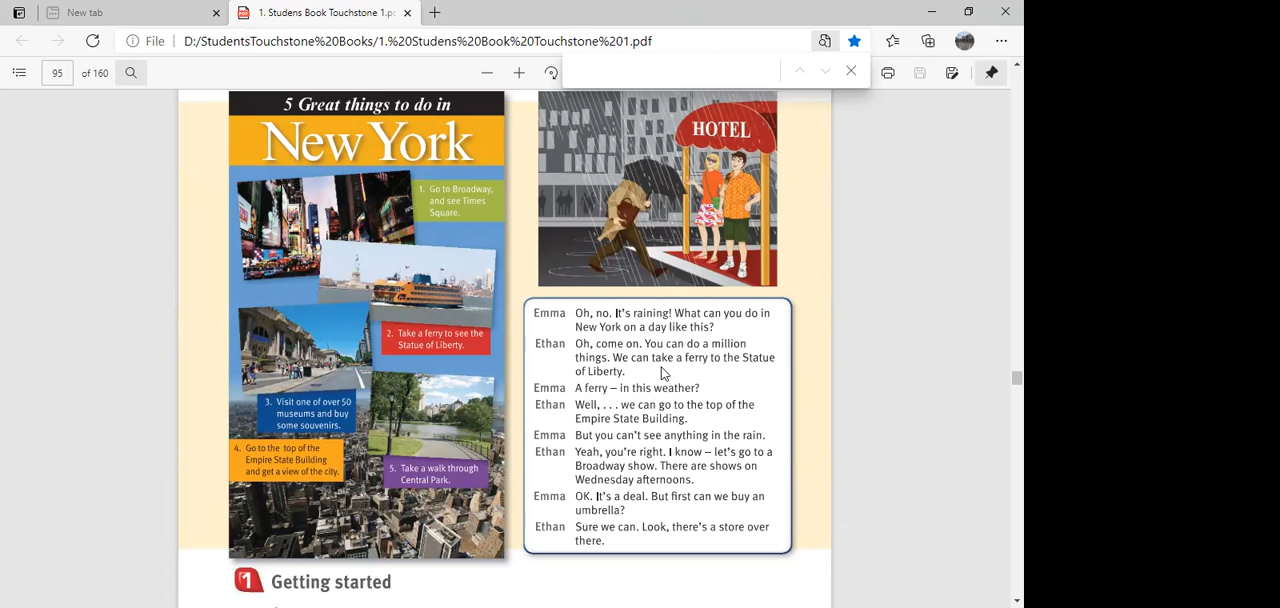 New tab
1. Studens Book Touchstone 1.pd
File
D:/StudentsTouchstone%20Books/1.%20Studens%20Book%20Touchstone%201.pdf
95
of 160
5 Great things to do in
New York
1. Go to Broadway,
and see Times
Square.
2. Take a ferry to see the
Statue of Liberty.
3. Visit one of over 50
museums and buy
some souvenirs.
4. Go to the top of the
Empire State Building
and get a view of the city.
5. Take a walk through
Central Park.
HOTEL
Emma Oh, no. It's raining! What can you do in
New York on a day like this?
Ethan Oh, come on. You can do a million
things. We can take a ferry to the Statue
of Liberty.
Emma A ferry – in this weather?
Ethan Well, . . . we can go to the top of the
Empire State Building.
Emma But you can't see anything in the rain.
Ethan Yeah, you're right. I know – let's go to a
Broadway show. There are shows on
Wednesday afternoons.
Emma OK. It's a deal. But first can we buy an
umbrella?
Ethan Sure we can. Look, there's a store over
there.
1 Getting started